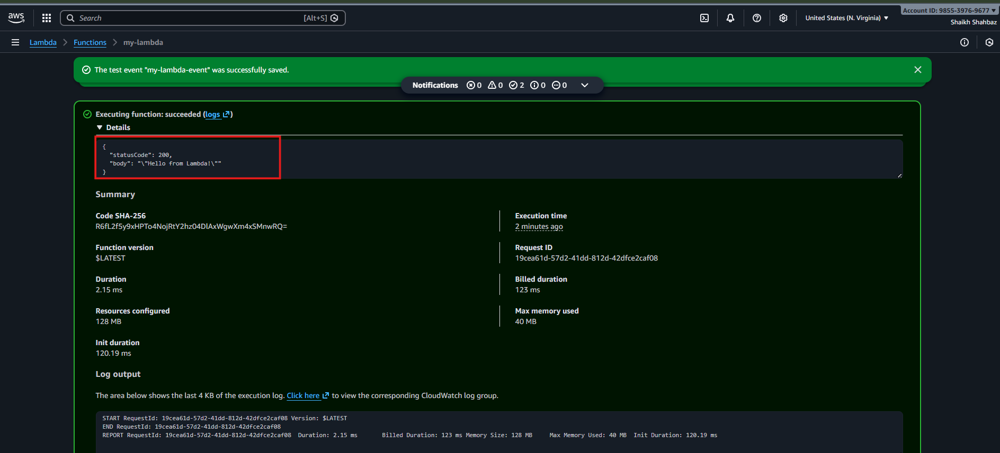 aws
Search [Alt+S]
United States (N. Virginia)
Account ID: 9855-3976-9677
Shaikh Shahbaz
Lambda Functions my-lambda
The test event "my-lambda-event" was successfully saved.
Notifications 0 0 2 0 0
Executing function: succeeded (logs)
Details
{
"statusCode": 200,
"body": "\"Hello from Lambda!\""
}
Summary
Code SHA-256
R6fL2f5y9xHPTo4NojRtY2hz04DlAxWgwXm4xSMnwRQ=
Execution time
2 minutes ago
Function version
$LATEST
Request ID
19cea61d-57d2-41dd-812d-42dfce2caf08
Duration
2.15 ms
Billed duration
123 ms
Resources configured
128 MB
Max memory used
40 MB
Init duration
120.19 ms
Log output
The area below shows the last 4 KB of the execution log. Click here to view the corresponding CloudWatch log group.
START RequestId: 19cea61d-57d2-41dd-812d-42dfce2caf08 Version: $LATEST
END RequestId: 19cea61d-57d2-41dd-812d-42dfce2caf08
REPORT RequestId: 19cea61d-57d2-41dd-812d-42dfce2caf08 Duration: 2.15 ms Billed Duration: 123 ms Memory Size: 128 MB Max Memory Used: 40 MB Init Duration: 120.19 ms